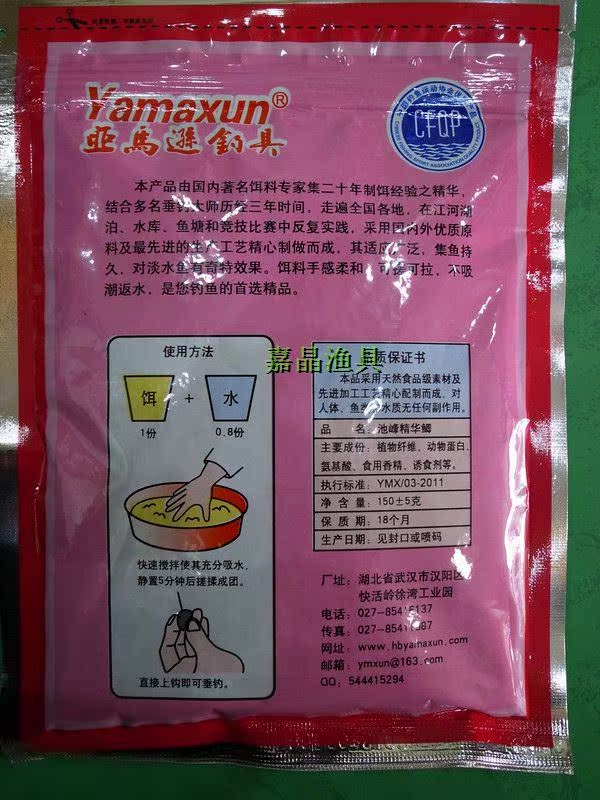 Yamaxun®
亚馬遜釣具
CFQP
本产品由国内著名饵料专家集二十年制饵经验之精华，
结合多名垂钓大师历经三年时间，走遍全国各地，在江河湖
泊、水库、鱼塘和竞技比赛中反复实践，采用国内外优质原
料及最先进的生产工艺精心制做而成，其适应广泛，集鱼持
久，对淡水鱼有奇特效果。饵料手感柔和，可搓可拉，不吸
潮返水，是您钓鱼的首选精品。
嘉品渔具
使用方法
饵 + 水
1份 0.8份
快速搅拌使其充分吸水，
静置5分钟后搓揉成团。
直接上钩即可垂钓。
质保证书
本品采用天然食品级素材及
先进加工工艺精心配制而成，对
人体、鱼 水质无任何副作用。
品 名：池峰精华鲫
主要成份：植物纤维、动物蛋白、
氨基酸、食用香精、诱食剂等。
执行标准：YMX/03-2011
净 含 量：150±5克
保 质 期：18个月
生产日期：见封口或喷码
厂址：湖北省武汉市汉阳区
快活岭徐湾工业园
电话：027-85415137
传真：027-8541 87
网址：www.hbyamaxun.com
邮箱：ymxun@163.com
QQ：544415294